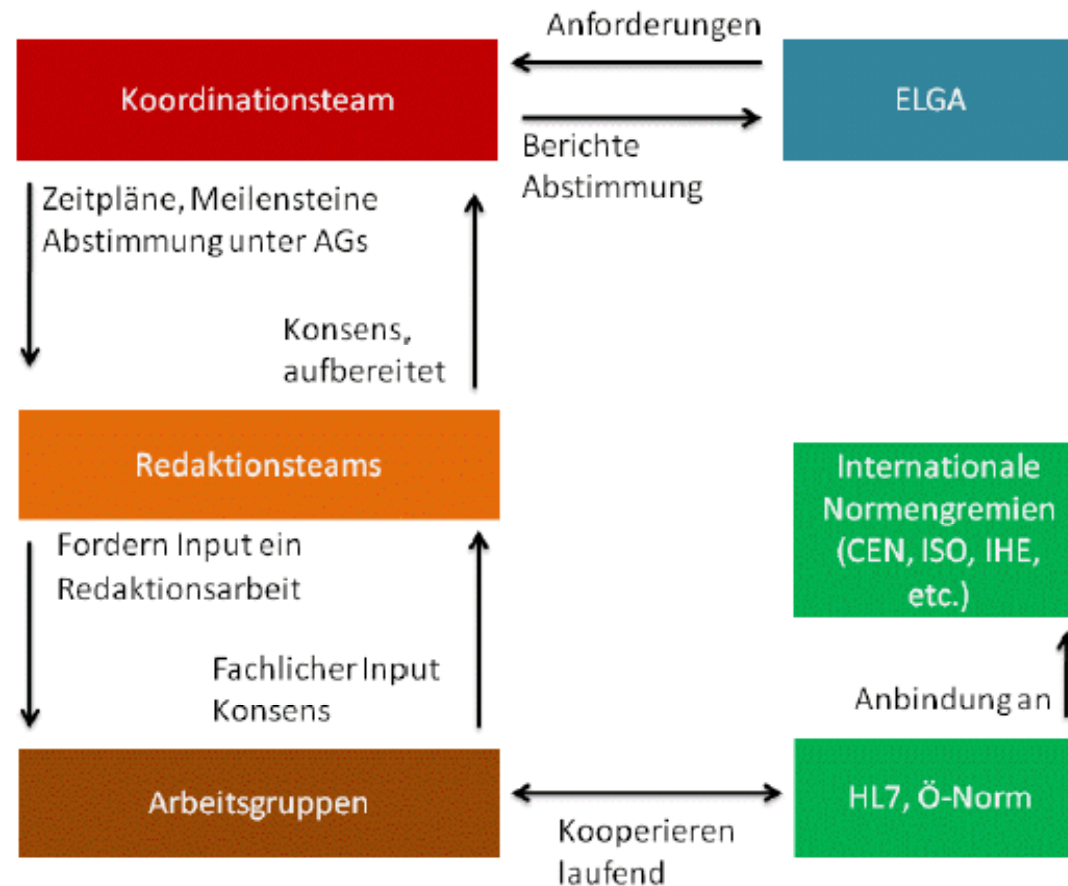 Anforderungen
Koordinationsteam
ELGA
Berichte
Abstimmung
Zeitpläne, Meilensteine
Abstimmung unter AGs
Konsens,
aufbereitet
Redaktionsteams
Internationale
Normengremien
(CEN, ISO, IHE,
etc.)
Fordern Input ein
Redaktionsarbeit
Fachlicher Input
Konsens
Anbindung an
Arbeitsgruppen
HL7, Ö-Norm
Kooperieren
laufend